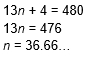 13n + 4 = 480
13n = 476
n = 36.66...